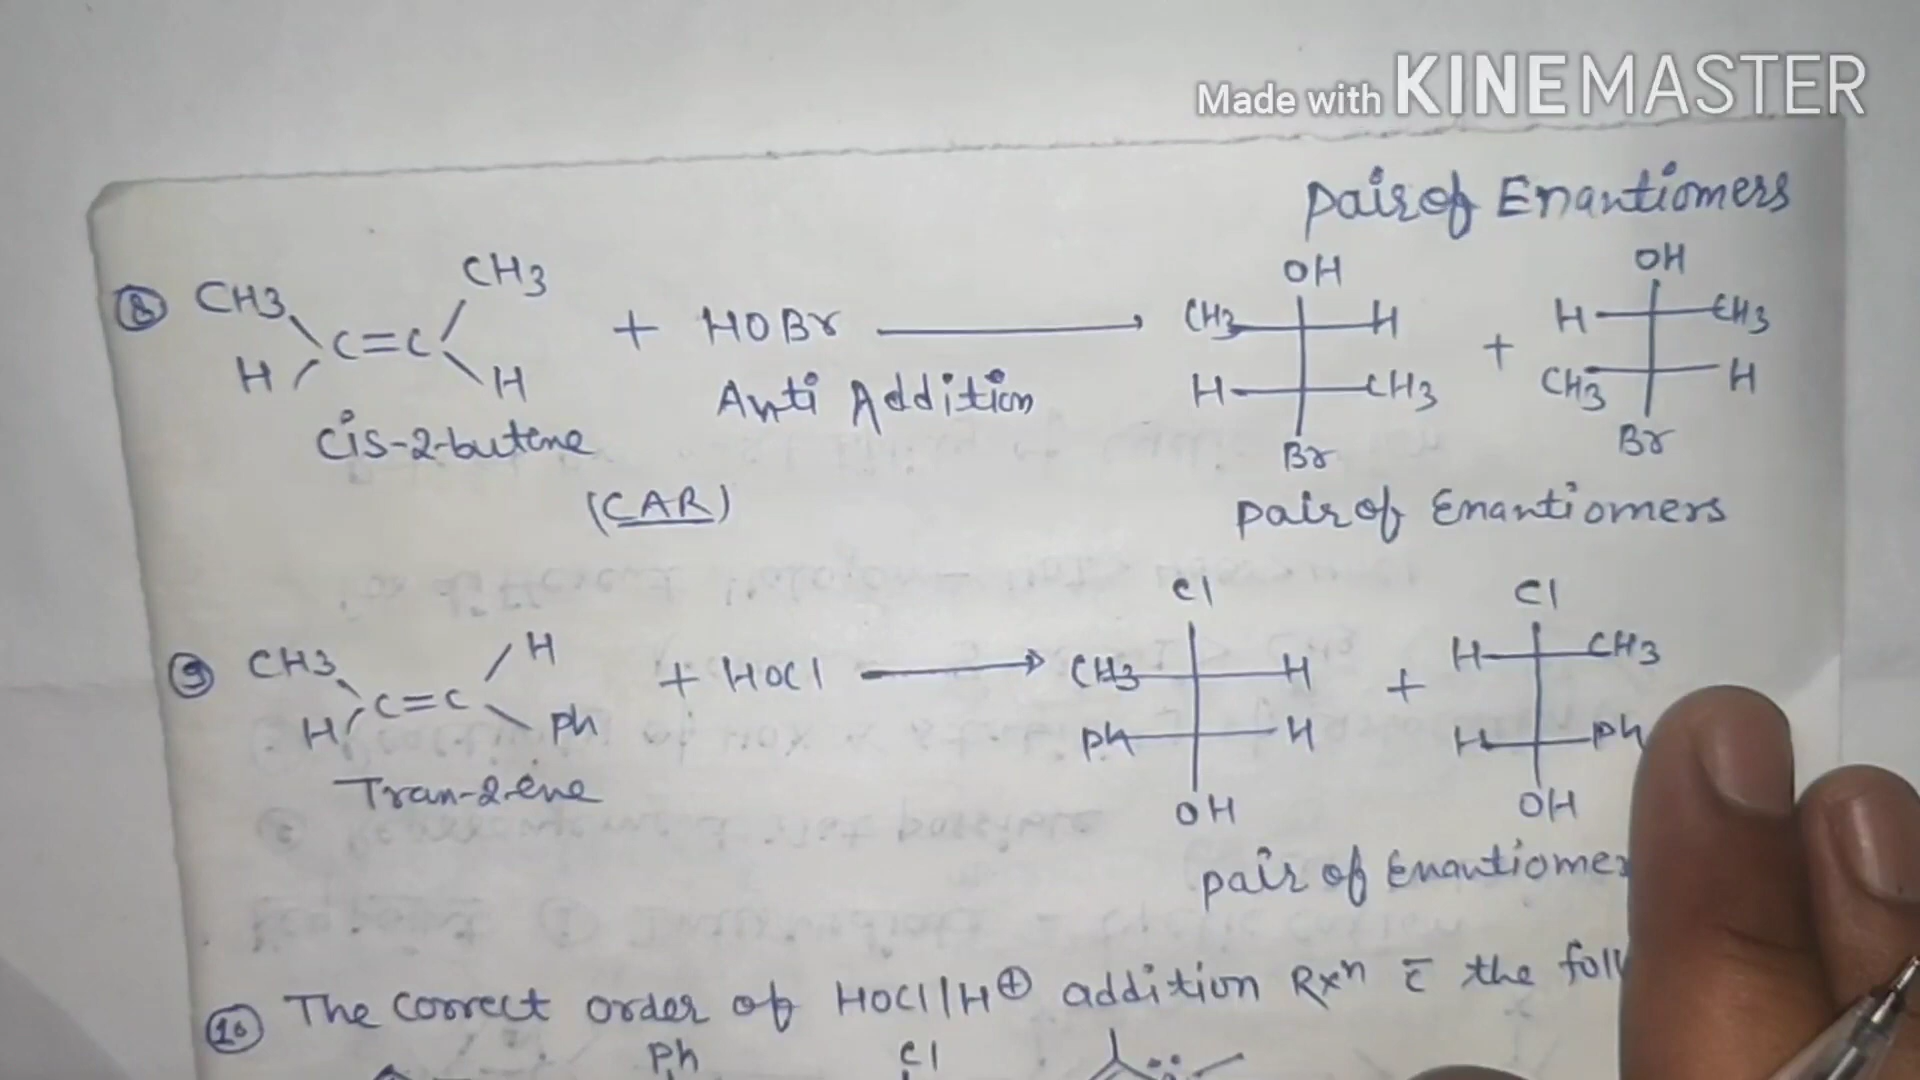 Made with KINEMASTER
Pair of Enantiomers
⑧ CH3 CH3 OH OH
C=C + HOBr → CH3 H + H CH3
H H Anti Addition H CH3 CH3 H
cis-2-butene Br Br
(CAR) pair of Enantiomers
Cl Cl
⑨ CH3 H + HOCl → CH3 H + H CH3
C=C
H Ph Ph H H Ph
Tran-2-ene OH OH
pair of Enantiomer
⑩ The correct order of HOCl/H⊕ addition Rxⁿ c̄ the foll
Ph Cl